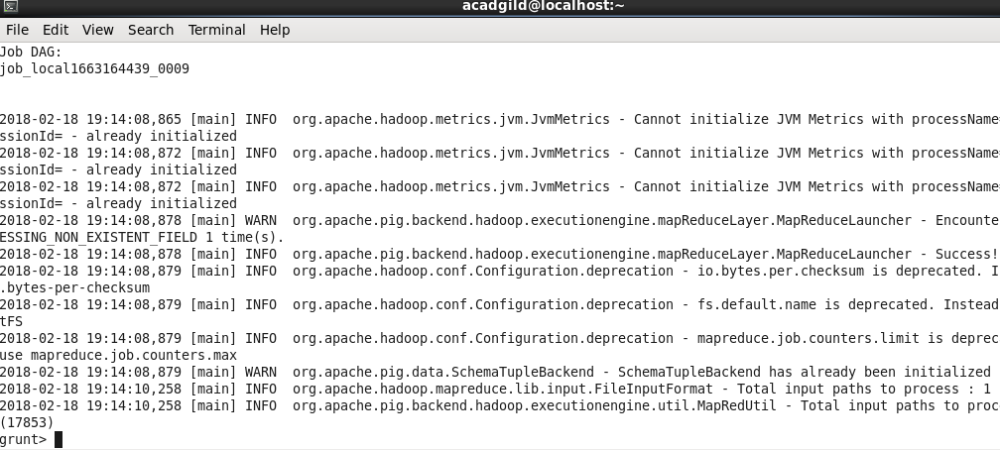 acadgild@localhost:~
File Edit View Search Terminal Help
Job DAG:
job_local1663164439_0009
2018-02-18 19:14:08,865 [main] INFO  org.apache.hadoop.metrics.jvm.JvmMetrics - Cannot initialize JVM Metrics with processName
ssionId= - already initialized
2018-02-18 19:14:08,872 [main] INFO  org.apache.hadoop.metrics.jvm.JvmMetrics - Cannot initialize JVM Metrics with processName
ssionId= - already initialized
2018-02-18 19:14:08,872 [main] INFO  org.apache.hadoop.metrics.jvm.JvmMetrics - Cannot initialize JVM Metrics with processName
ssionId= - already initialized
2018-02-18 19:14:08,878 [main] WARN  org.apache.pig.backend.hadoop.executionengine.mapReduceLayer.MapReduceLauncher - Encounte
ESSING_NON_EXISTENT_FIELD 1 time(s).
2018-02-18 19:14:08,878 [main] INFO  org.apache.pig.backend.hadoop.executionengine.mapReduceLayer.MapReduceLauncher - Success!
2018-02-18 19:14:08,879 [main] INFO  org.apache.hadoop.conf.Configuration.deprecation - io.bytes.per.checksum is deprecated. I
.bytes-per-checksum
2018-02-18 19:14:08,879 [main] INFO  org.apache.hadoop.conf.Configuration.deprecation - fs.default.name is deprecated. Instead
tFS
2018-02-18 19:14:08,879 [main] INFO  org.apache.hadoop.conf.Configuration.deprecation - mapreduce.job.counters.limit is deprec
use mapreduce.job.counters.max
2018-02-18 19:14:08,879 [main] WARN  org.apache.pig.data.SchemaTupleBackend - SchemaTupleBackend has already been initialized
2018-02-18 19:14:10,258 [main] INFO  org.apache.hadoop.mapreduce.lib.input.FileInputFormat - Total input paths to process : 1
2018-02-18 19:14:10,258 [main] INFO  org.apache.pig.backend.hadoop.executionengine.util.MapRedUtil - Total input paths to proc
(17853)
grunt>